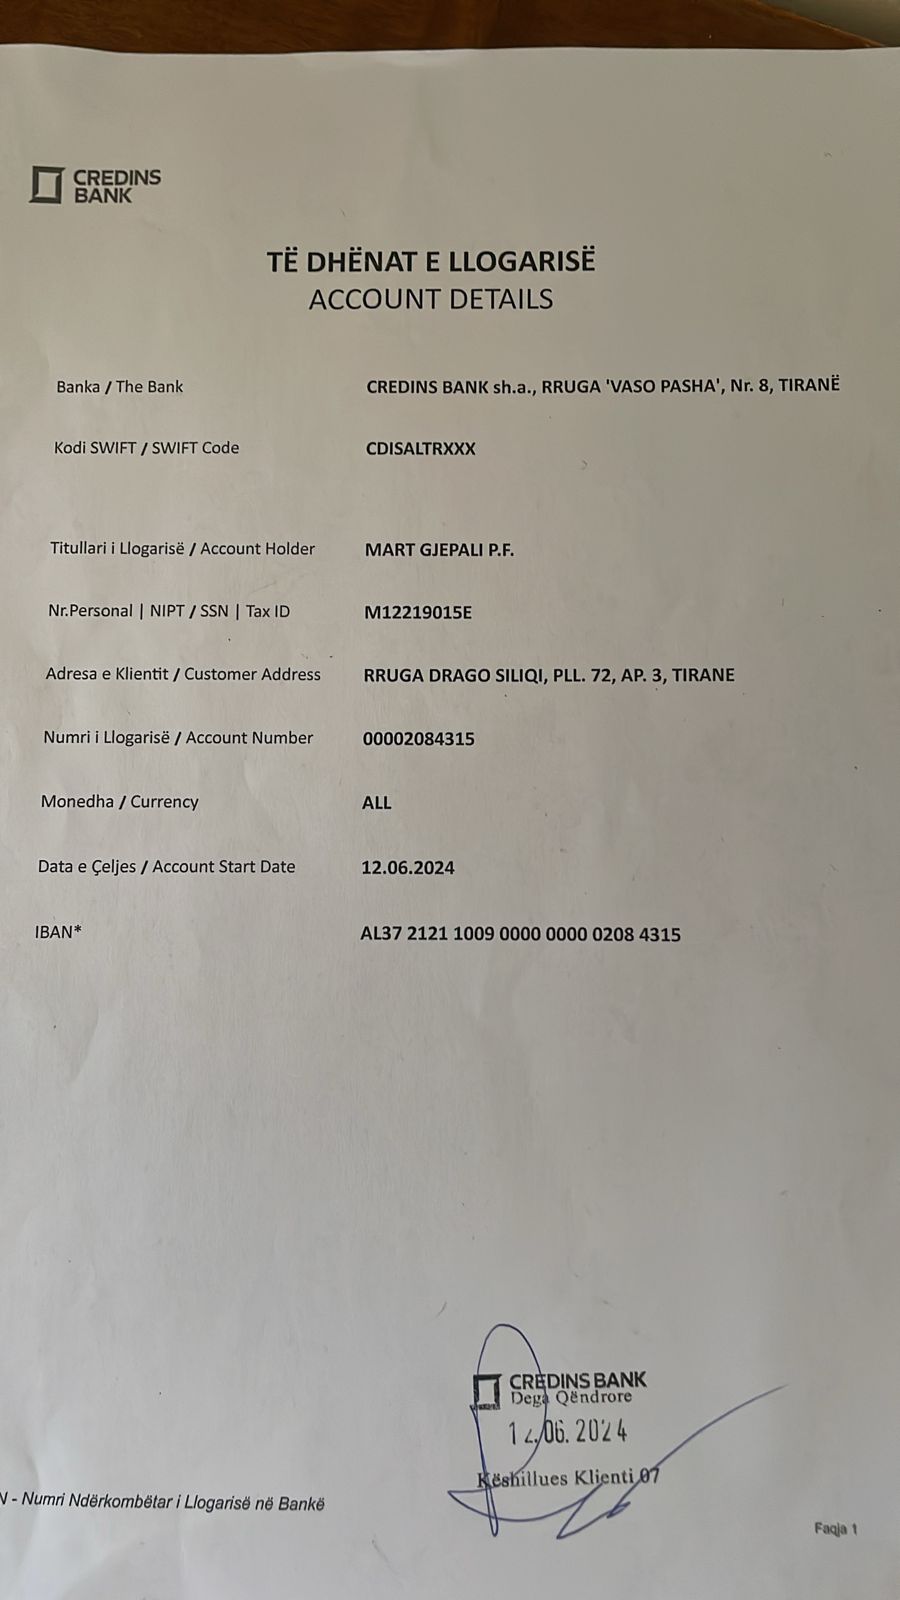 CREDINS
BANK
TË DHËNAT E LLOGARISË
ACCOUNT DETAILS
Banka / The Bank CREDINS BANK sh.a., RRUGA 'VASO PASHA', Nr. 8, TIRANË
Kodi SWIFT / SWIFT Code CDISALTRXXX
Titullari i Llogarisë / Account Holder MART GJEPALI P.F.
Nr.Personal | NIPT / SSN | Tax ID M12219015E
Adresa e Klientit / Customer Address RRUGA DRAGO SILIQI, PLL. 72, AP. 3, TIRANE
Numri i Llogarisë / Account Number 00002084315
Monedha / Currency ALL
Data e Çeljes / Account Start Date 12.06.2024
IBAN* AL37 2121 1009 0000 0000 0208 4315
CREDINS BANK
Dega Qëndrore
12.06.2024
Këshillues Klienti 07
N - Numri Ndërkombëtar i Llogarisë në Bankë
Faqja 1